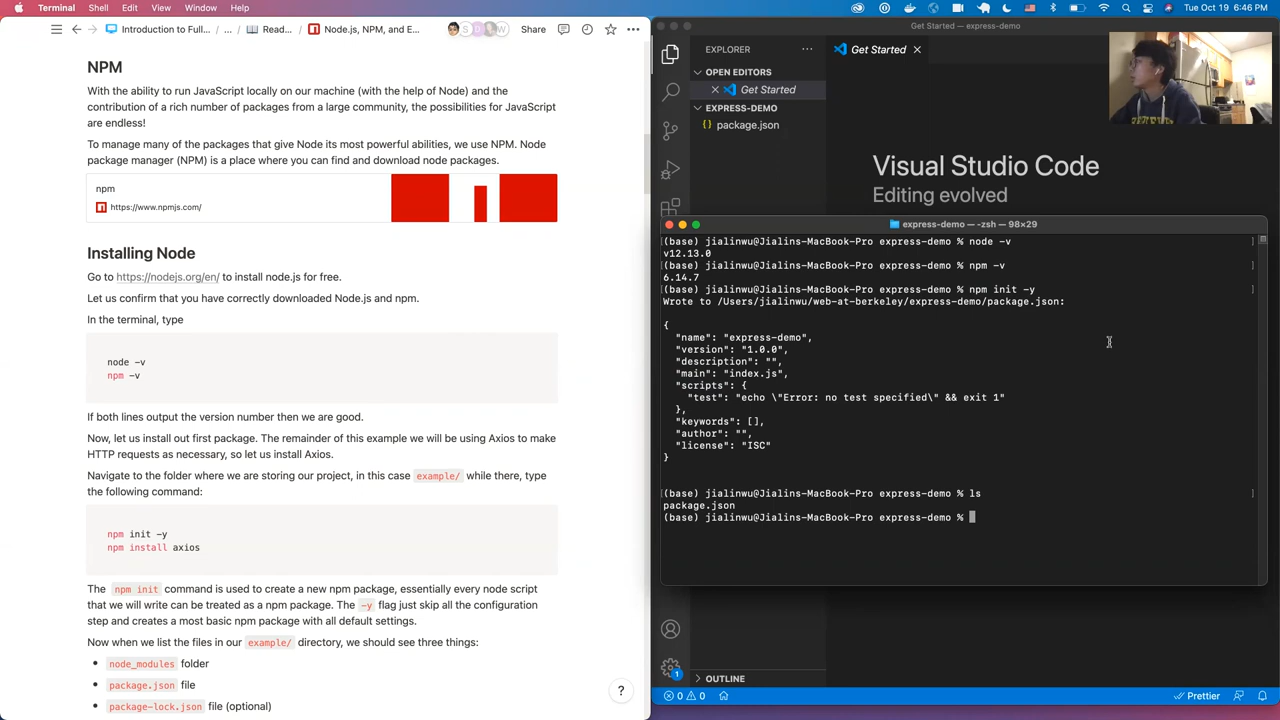 Terminal Shell Edit View Window Help
Tue Oct 19 6:46 PM
Introduction to Full... / ... / Read... / Node.js, NPM, and E...
Share
NPM
With the ability to run JavaScript locally on our machine (with the help of Node) and the
contribution of a rich number of packages from a large community, the possibilities for JavaScript
are endless!
To manage many of the packages that give Node its most powerful abilities, we use NPM. Node
package manager (NPM) is a place where you can find and download node packages.
npm
https://www.npmjs.com/
Installing Node
Go to https://nodejs.org/en/ to install node.js for free.
Let us confirm that you have correctly downloaded Node.js and npm.
In the terminal, type
node -v
npm -v
If both lines output the version number then we are good.
Now, let us install out first package. The remainder of this example we will be using Axios to make
HTTP requests as necessary, so let us install Axios.
Navigate to the folder where we are storing our project, in this case example/ while there, type
the following command:
npm init -y
npm install axios
The npm init command is used to create a new npm package, essentially every node script
that we will write can be treated as a npm package. The -y flag just skip all the configuration
step and creates a most basic npm package with all default settings.
Now when we list the files in our example/ directory, we should see three things:
• node_modules folder
• package.json file
• package-lock.json file (optional)
?
Get Started — express-demo
EXPLORER
OPEN EDITORS
Get Started
EXPRESS-DEMO
{} package.json
Get Started
Visual Studio Code
Editing evolved
express-demo — -zsh — 98×29
(base) jialinwu@Jialins-MacBook-Pro express-demo % node -v
v12.13.0
(base) jialinwu@Jialins-MacBook-Pro express-demo % npm -v
6.14.7
(base) jialinwu@Jialins-MacBook-Pro express-demo % npm init -y
Wrote to /Users/jialinwu/web-at-berkeley/express-demo/package.json:
{
"name": "express-demo",
"version": "1.0.0",
"description": "",
"main": "index.js",
"scripts": {
"test": "echo \"Error: no test specified\" && exit 1"
},
"keywords": [],
"author": "",
"license": "ISC"
}
(base) jialinwu@Jialins-MacBook-Pro express-demo % ls
package.json
(base) jialinwu@Jialins-MacBook-Pro express-demo %
OUTLINE
1
0 0
Prettier